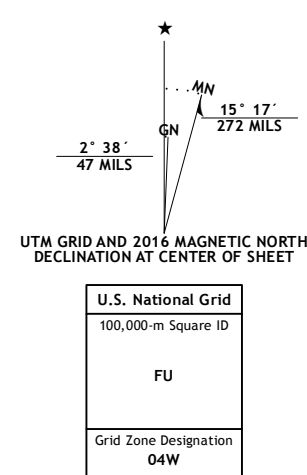 ★
MN
GN
15° 17´
272 MILS
2° 38´
47 MILS
UTM GRID AND 2016 MAGNETIC NORTH
DECLINATION AT CENTER OF SHEET
U.S. National Grid
100,000-m Square ID
FU
Grid Zone Designation
04W